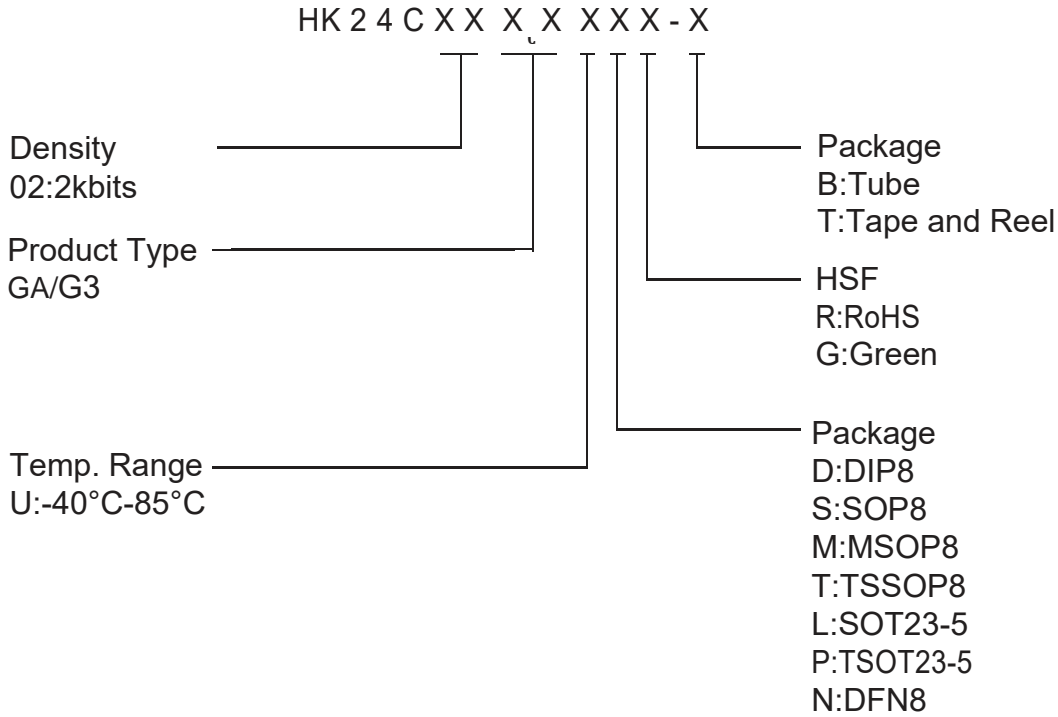 HK 2 4 C X X X X X X X - X
Density
02:2kbits
Product Type
GA/G3
Temp. Range
U:-40°C-85°C
Package
B:Tube
T:Tape and Reel
HSF
R:RoHS
G:Green
Package
D:DIP8
S:SOP8
M:MSOP8
T:TSSOP8
L:SOT23-5
P:TSOT23-5
N:DFN8